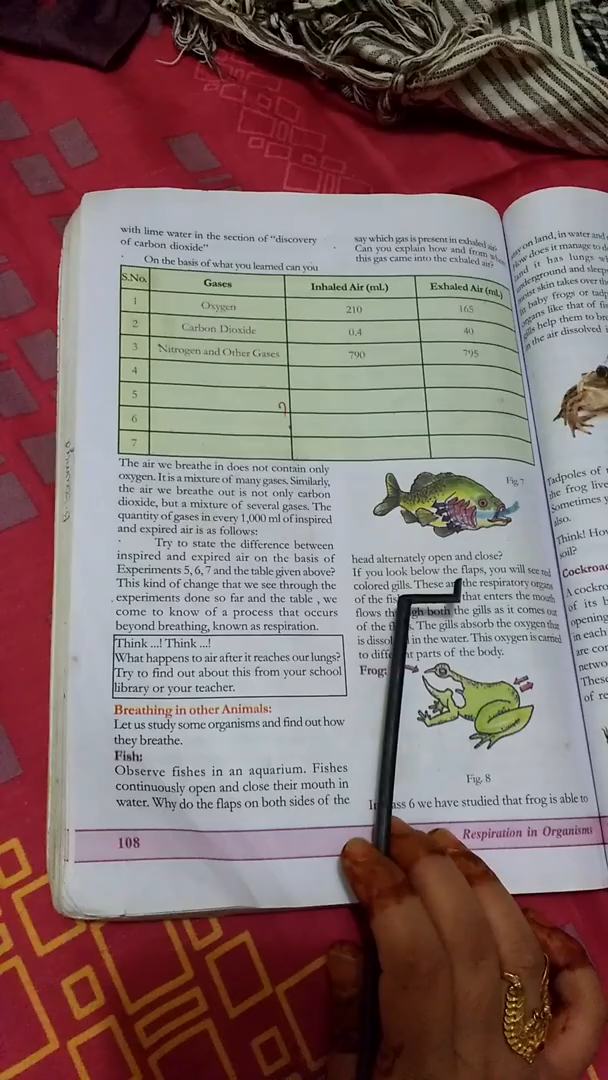 with lime water in the section of "discovery
of carbon dioxide"
On the basis of what you learned can you
say which gas is present in exhaled air?
Can you explain how and from
this gas came into the exhaled air?
S.No. Gases Inhaled Air (mL) Exhaled Air (mL)
1 Oxygen 210 165
2 Carbon Dioxide 0.4 40
3 Nitrogen and Other Gases 790 795
4
5
6
7
The air we breathe in does not contain only
oxygen. It is a mixture of many gases. Similarly,
the air we breathe out is not only carbon
dioxide, but a mixture of several gases. The
quantity of gases in every 1,000 ml of inspired
and expired air is as follows:
Try to state the difference between
inspired and expired air on the basis of
Experiments 5, 6, 7 and the table given above?
This kind of change that we see through the
experiments done so far and the table , we
come to know of a process that occurs
beyond breathing, known as respiration.
Think ...! Think ...!
What happens to air after it reaches our lungs?
Try to find out about this from your school
library or your teacher.
Breathing in other Animals:
Let us study some organisms and find out how
they breathe.
Fish:
Observe fishes in an aquarium. Fishes
continuously open and close their mouth in
water. Why do the flaps on both sides of the
Fig 7
head alternately open and close?
If you look below the flaps, you will see red
colored gills. These are the respiratory organs
of the that enters the mouth
flows both the gills as it comes out
of the The gills absorb the oxygen that
is in the water. This oxygen is carried
to parts of the body.
Frog:
Fig. 8
6 we have studied that frog is able to
108
Respiration in Organisms
on land, in water and
How does it manage to
and it has lungs
underground and
skin takes over the
baby frogs or
organs like that of
gills help them to
the air dissolved
Tadpoles of
the frog live
Sometimes
also.
Think! How
soil?
A
of its
opening
in each
are
These
of